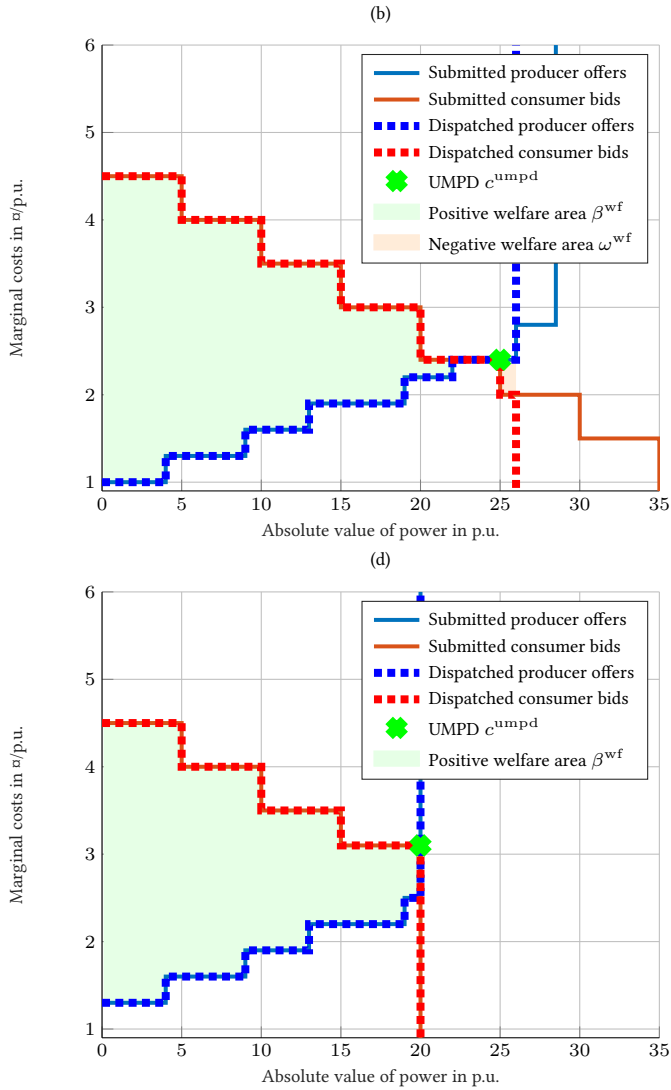 (b)
6
5
4
3
2
1
Marginal costs in ¤/p.u.
Submitted producer offers
Submitted consumer bids
Dispatched producer offers
Dispatched consumer bids
UMPD c^umpd
Positive welfare area β^wf
Negative welfare area ω^wf
0 5 10 15 20 25 30 35
Absolute value of power in p.u.
(d)
6
5
4
3
2
1
Marginal costs in ¤/p.u.
Submitted producer offers
Submitted consumer bids
Dispatched producer offers
Dispatched consumer bids
UMPD c^umpd
Positive welfare area β^wf
0 5 10 15 20 25 30 35
Absolute value of power in p.u.